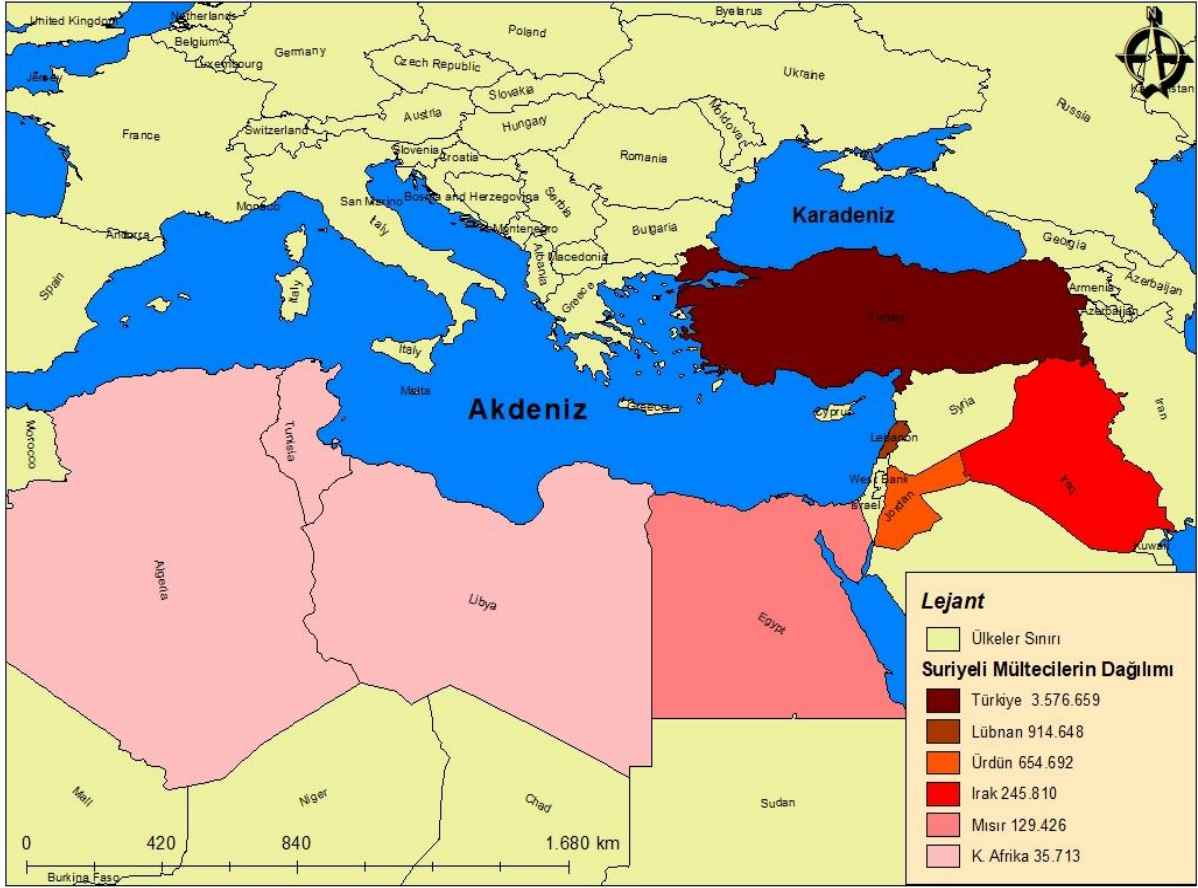 United Kingdom
Netherlands
Belgium
Luxembourg
Jersey
Germany
Poland
Byelarus
Czech Republic
Slovakia
Ukraine
Austria
Hungary
Moldova
Russia
France
Switzerland
Slovenia
Croatia
Romania
Bosnia and Herzegovina
Serbia
San Marino
Monaco
Italy
Montenegro
Bulgaria
Karadeniz
Andorra
Albania
Macedonia
Georgia
Azerbaijan
Armenia
Azerbaijan
Spain
Italy
Greece
Turkey
Italy
Malta
Akdeniz
Greece
Cyprus
Syria
Iran
Lebanon
Morocco
Tunisia
West Bank
Israel
Jordan
Iraq
Kuwait
Algeria
Libya
Egypt
Mali
Niger
Chad
Sudan
Burkina Faso
0 420 840 1.680 km
Lejant
Ülkeler Sınırı
Suriyeli Mültecilerin Dağılımı
Türkiye 3.576.659
Lübnan 914.648
Ürdün 654.692
Irak 245.810
Mısır 129.426
K. Afrika 35.713
N